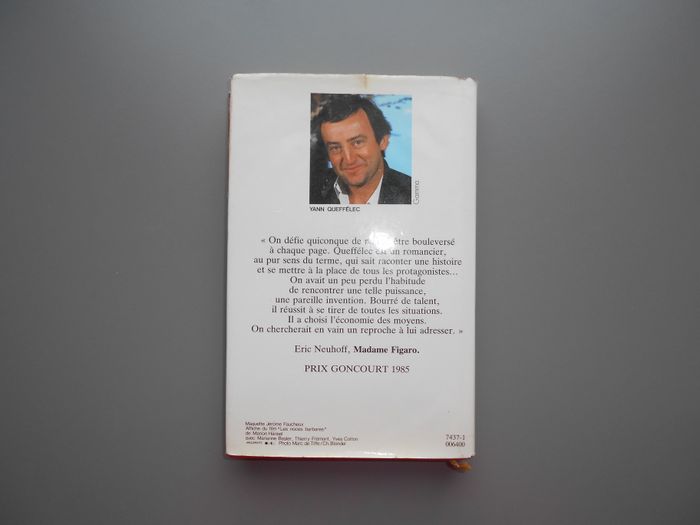 Gamma
YANN QUEFFÉLEC
« On défie quiconque de être bouleversé
à chaque page. Queffélec est un romancier,
au pur sens du terme, qui sait raconter une histoire
et se mettre à la place de tous les protagonistes...
On avait un peu perdu l'habitude
de rencontrer une telle puissance,
une pareille invention. Bourré de talent,
il réussit à se tirer de toutes les situations.
Il a choisi l'économie des moyens.
On chercherait en vain un reproche à lui adresser. »
Eric Neuhoff, Madame Figaro.
PRIX GONCOURT 1985
Maquette Jerome Faucheux
Affiche du film "Les noces barbares"
de Marion Hänsel
avec Marianne Basler, Thierry Frémont, Yves Cotton
Photo Marc de Tiffe/Ch Blondel
7437-1
006400